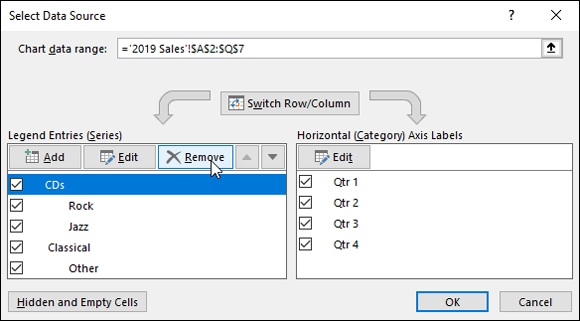 Select Data Source
?
Chart data range:
='2019 Sales'!$A$2:$Q$7
Switch Row/Column
Legend Entries (Series)
Add
Edit
Remove
CDs
Rock
Jazz
Classical
Other
Horizontal (Category) Axis Labels
Edit
Qtr 1
Qtr 2
Qtr 3
Qtr 4
Hidden and Empty Cells
OK
Cancel